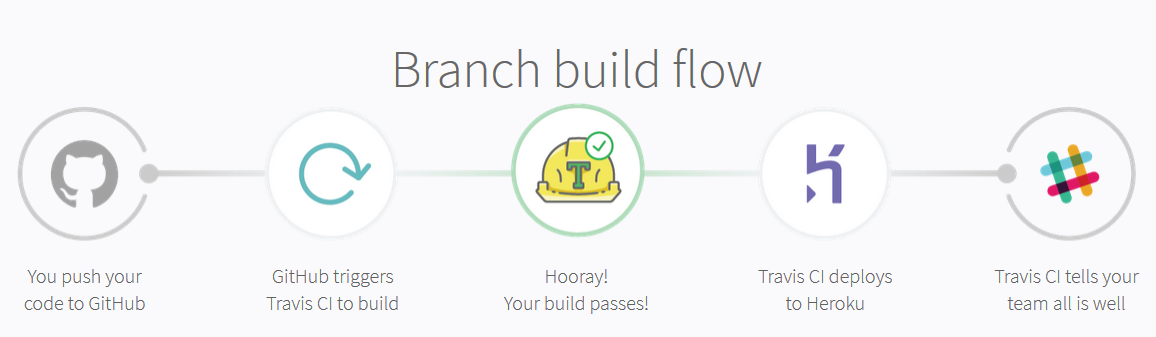 Branch build flow
T
You push your
code to GitHub
GitHub triggers
Travis CI to build
Hooray!
Your build passes!
Travis CI deploys
to Heroku
Travis CI tells your
team all is well